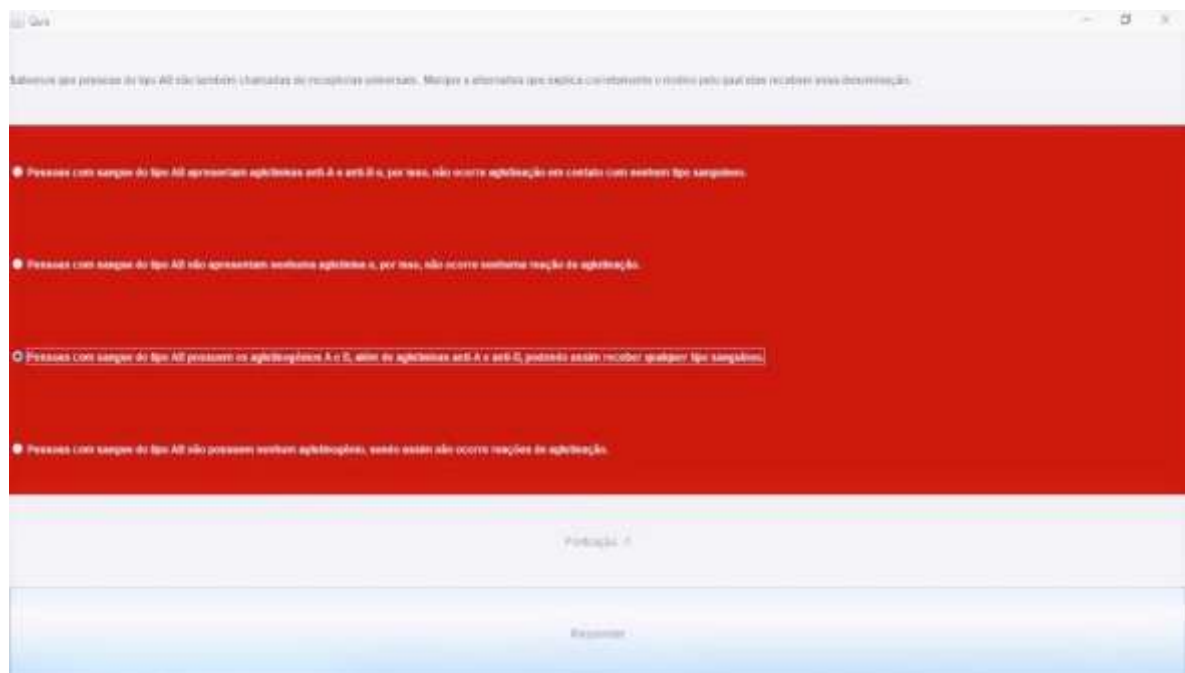 Quiz
Sabemos que pessoas do tipo AB são também chamadas de receptoras universais. Marque a alternativa que explica corretamente o motivo pelo qual elas recebem essa denominação.
Pessoas com sangue do tipo AB apresentam aglutininas anti-A e anti-B e, por isso, não ocorre aglutinação em contato com nenhum tipo sanguíneo.
Pessoas com sangue do tipo AB não apresentam nenhuma aglutinina e, por isso, não ocorre nenhuma reação de aglutinação.
Pessoas com sangue do tipo AB possuem os aglutinogênios A e B, além de aglutininas anti-A e anti-B, podendo assim receber qualquer tipo sanguíneo.
Pessoas com sangue do tipo AB não possuem nenhum aglutinogênio, sendo assim não ocorre reações de aglutinação.
Pontuação
Responder